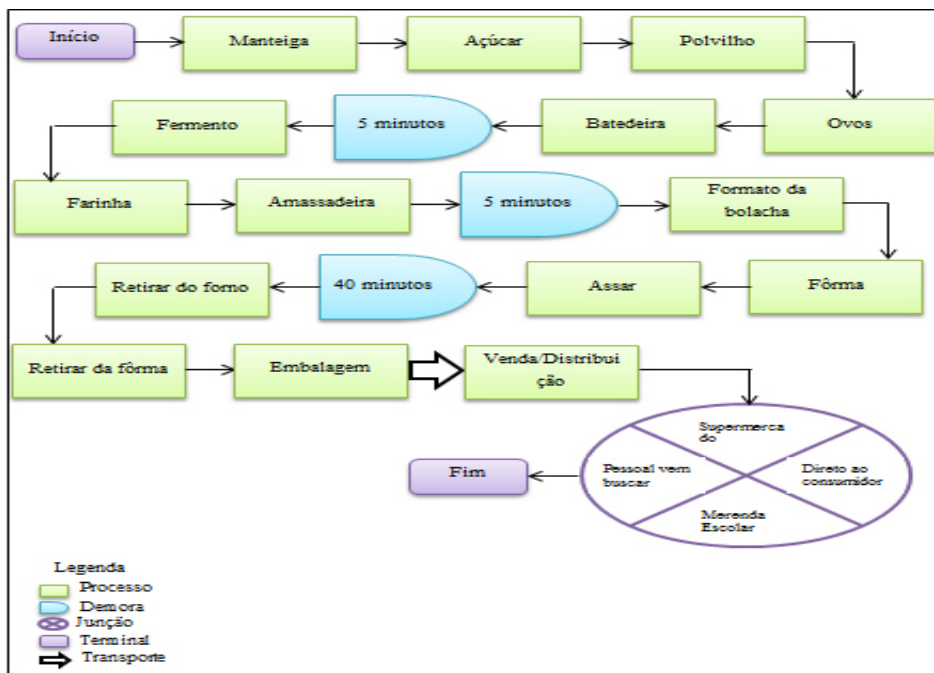 Início
Manteiga
Açúcar
Polvilho
Ovos
Batedeira
5 minutos
Fermento
Farinha
Amassadeira
5 minutos
Formato da
bolacha
Fôrma
Assar
40 minutos
Retirar do forno
Retirar da fôrma
Embalagem
Venda/Distribui
ção
Supermerca
do
Direto ao
consumidor
Merenda
Escolar
Pessoal vem
buscar
Fim
Legenda
Processo
Demora
Junção
Terminal
Transporte